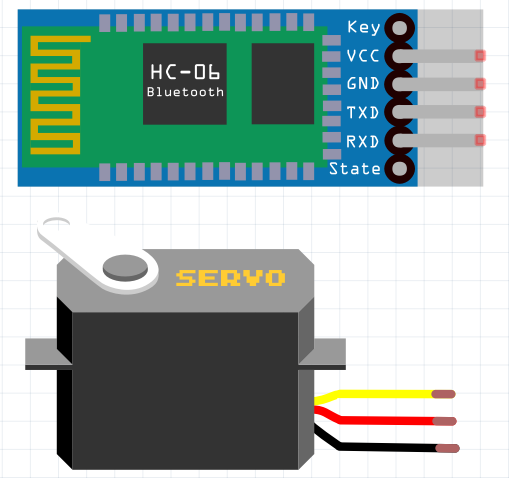 Key
VCC
HC-06
GND
Bluetooth
TXD
RXD
State
SERVO